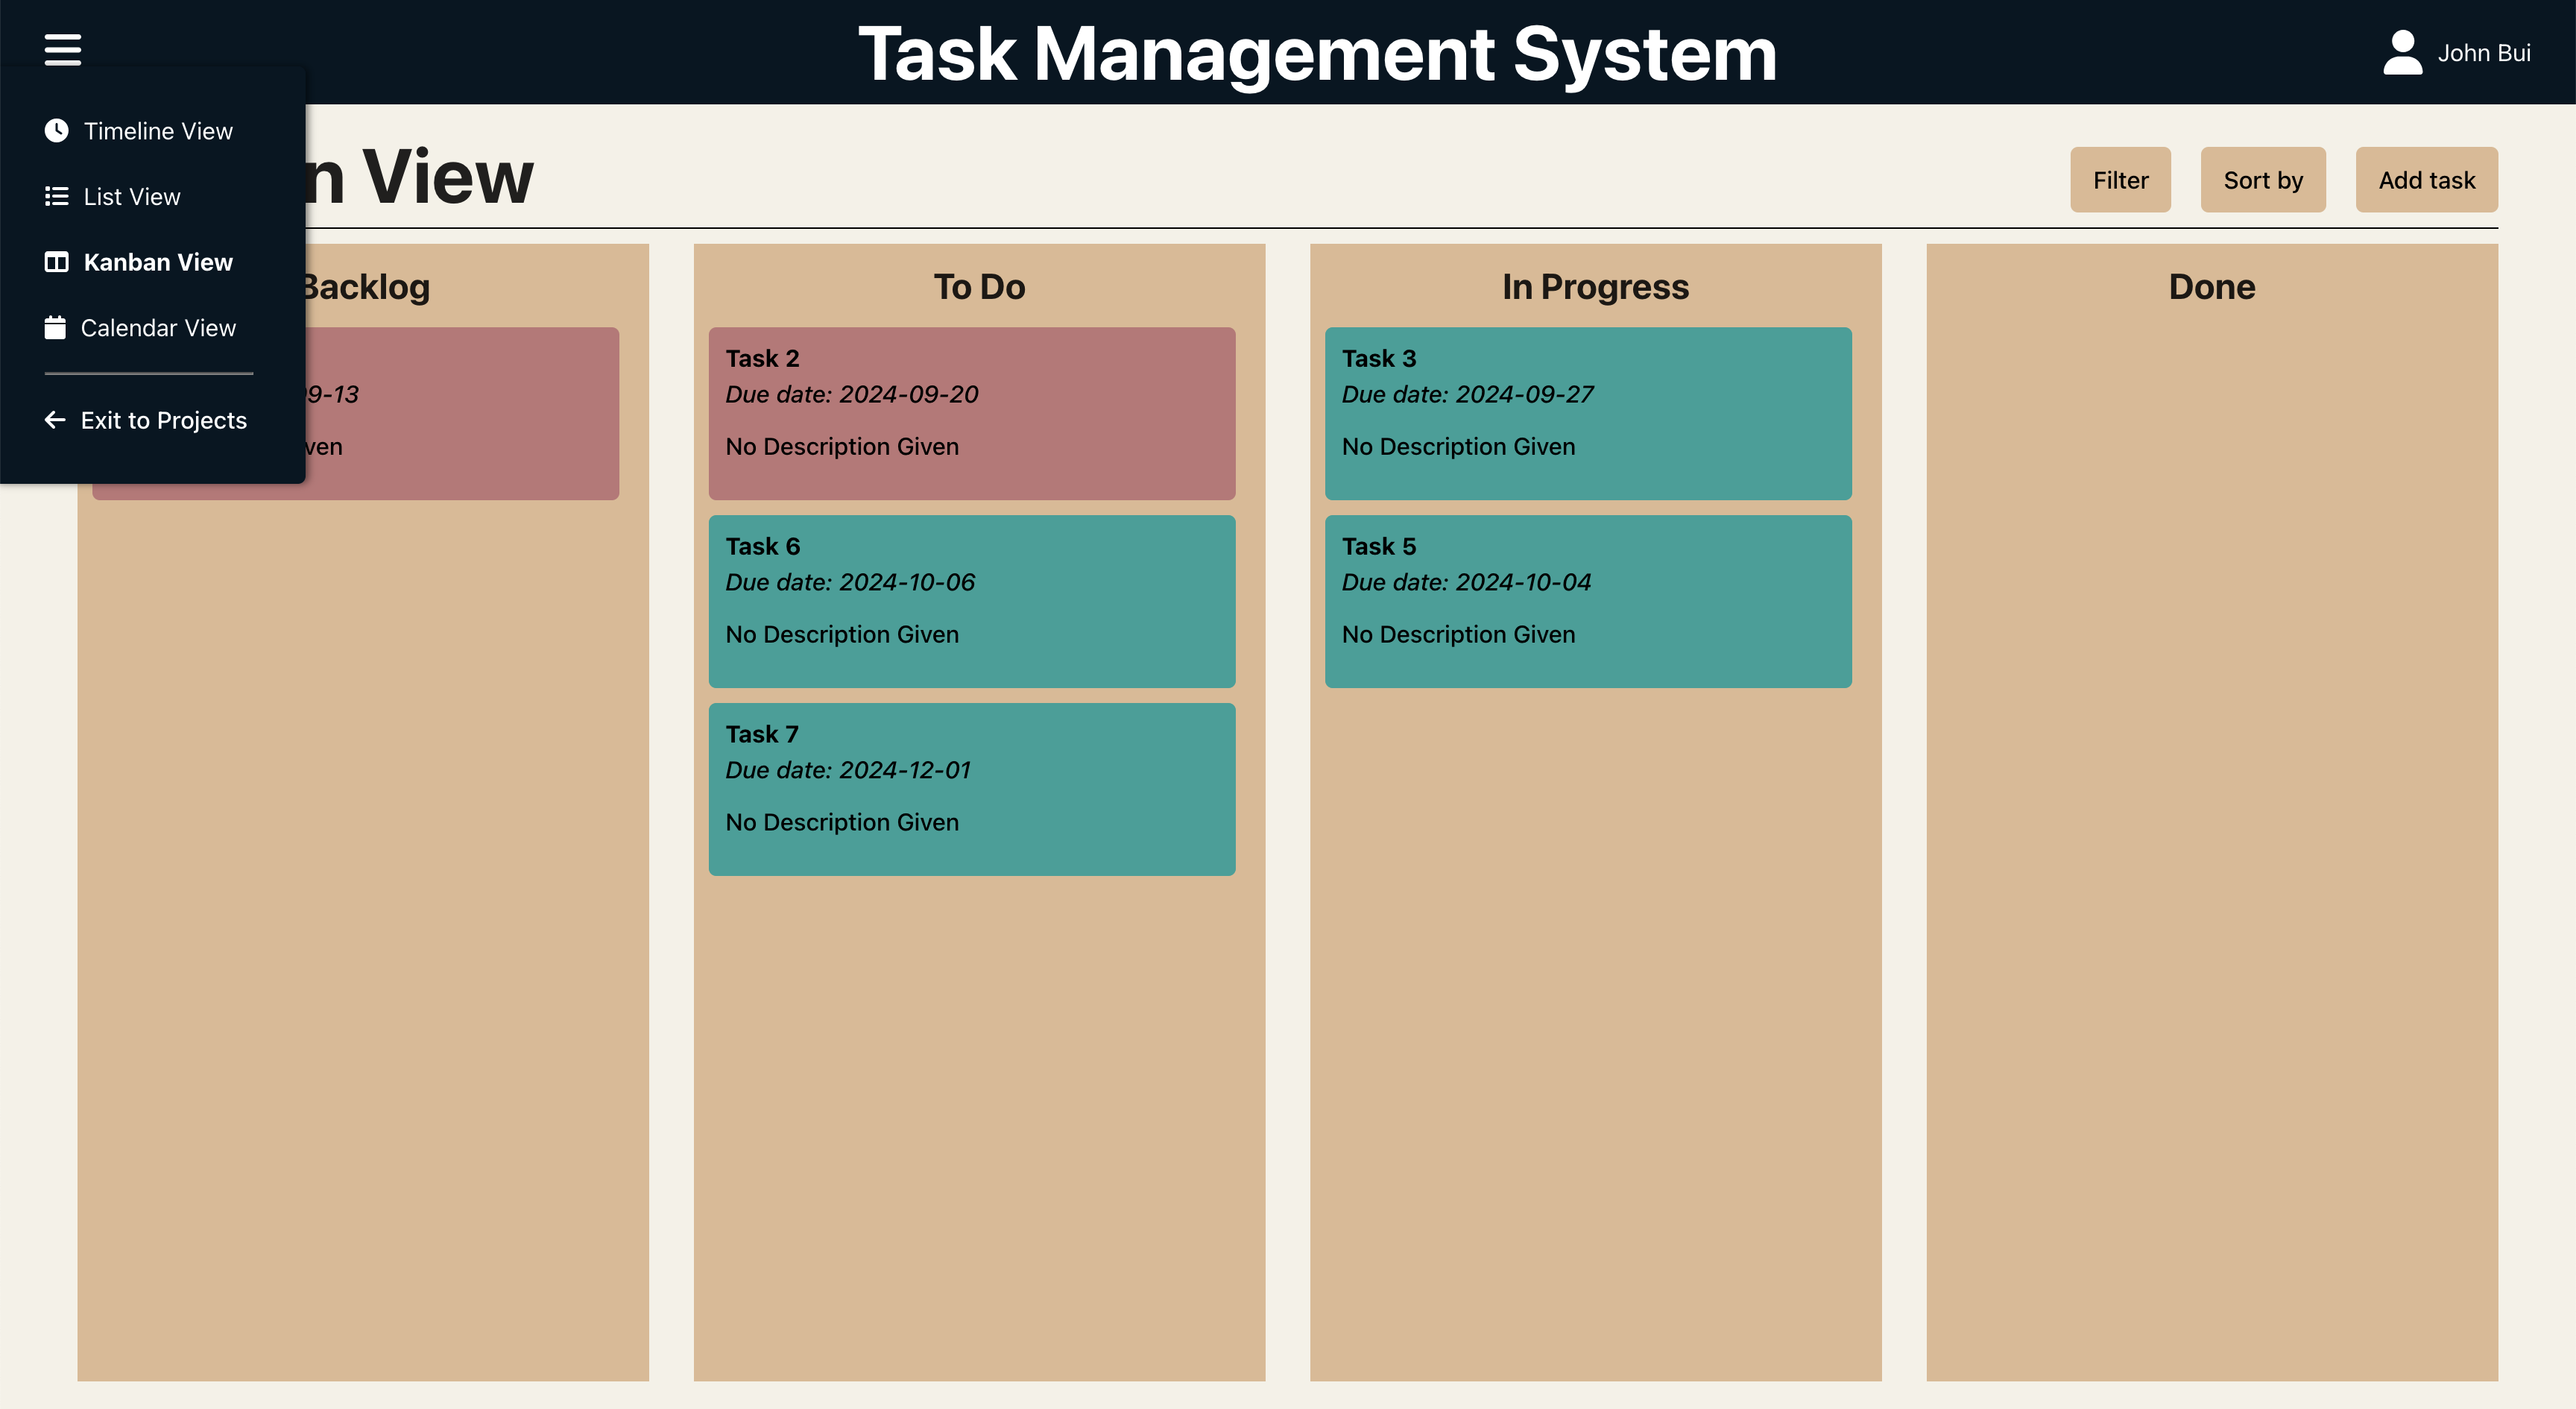 Task Management System
John Bui
Timeline View
List View
Kanban View
Calendar View
Exit to Projects
n View
Filter
Sort by
Add task
Backlog
09-13
ven
To Do
Task 2
Due date: 2024-09-20
No Description Given
Task 6
Due date: 2024-10-06
No Description Given
Task 7
Due date: 2024-12-01
No Description Given
In Progress
Task 3
Due date: 2024-09-27
No Description Given
Task 5
Due date: 2024-10-04
No Description Given
Done